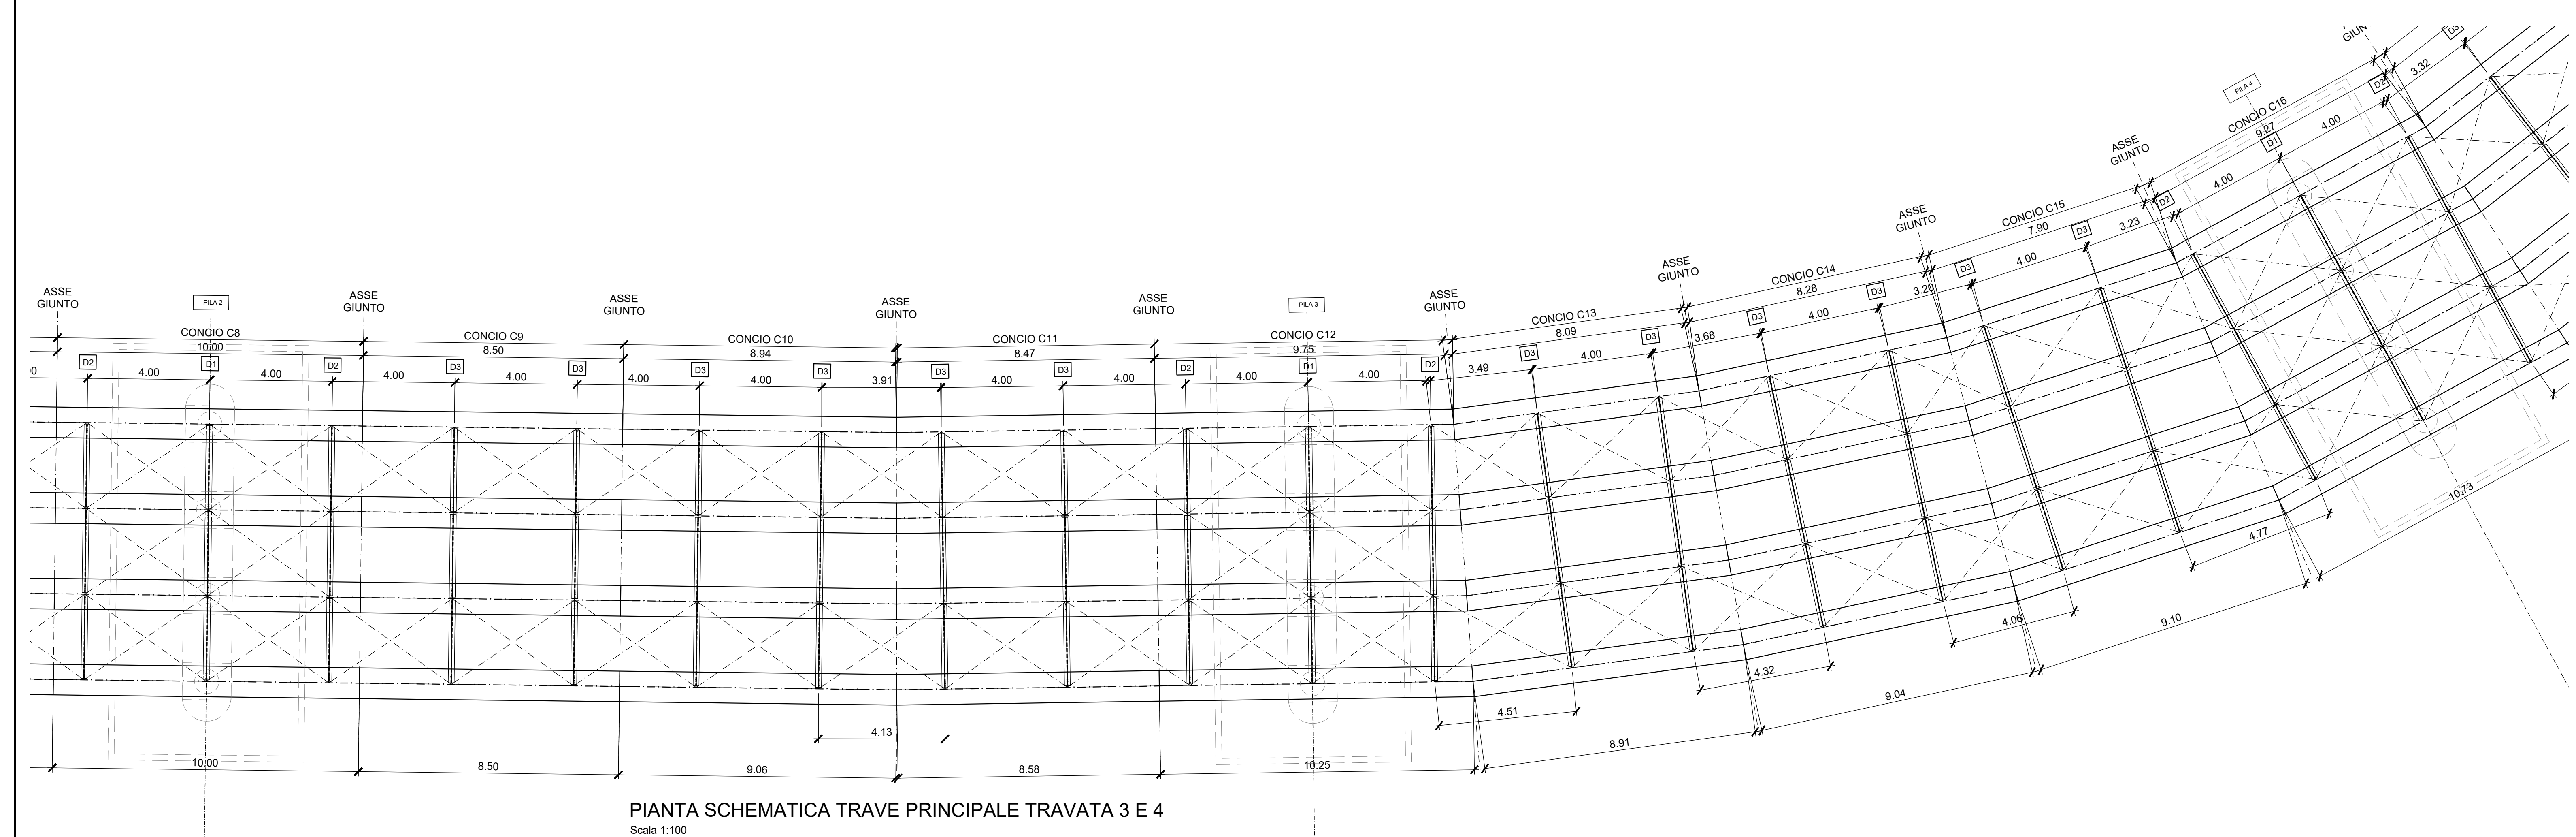 ASSE
GIUNTO
PILA 2
ASSE
GIUNTO
ASSE
GIUNTO
ASSE
GIUNTO
ASSE
GIUNTO
PILA 3
ASSE
GIUNTO
ASSE
GIUNTO
ASSE
GIUNTO
ASSE
GIUNTO
PILA 4
GIUNTO
CONCIO C8
CONCIO C9
CONCIO C10
CONCIO C11
CONCIO C12
CONCIO C13
CONCIO C14
CONCIO C15
CONCIO C16
10.00
8.50
8.94
8.47
9.75
8.09
8.28
7.90
9.27
D2
D1
D2
D3
D3
D3
D3
D3
D3
D2
D1
D2
D3
D3
D3
D3
D3
D3
D2
D1
D2
D3
4.00
4.00
4.00
4.00
4.00
4.00
3.91
4.00
4.00
4.00
4.00
3.49
4.00
3.68
4.00
3.20
4.00
3.23
4.00
4.00
3.32
4.13
4.51
4.32
4.06
4.77
10.00
8.50
9.06
8.58
10.25
8.91
9.04
9.10
10.73
PIANTA SCHEMATICA TRAVE PRINCIPALE TRAVATA 3 E 4
Scala 1:100